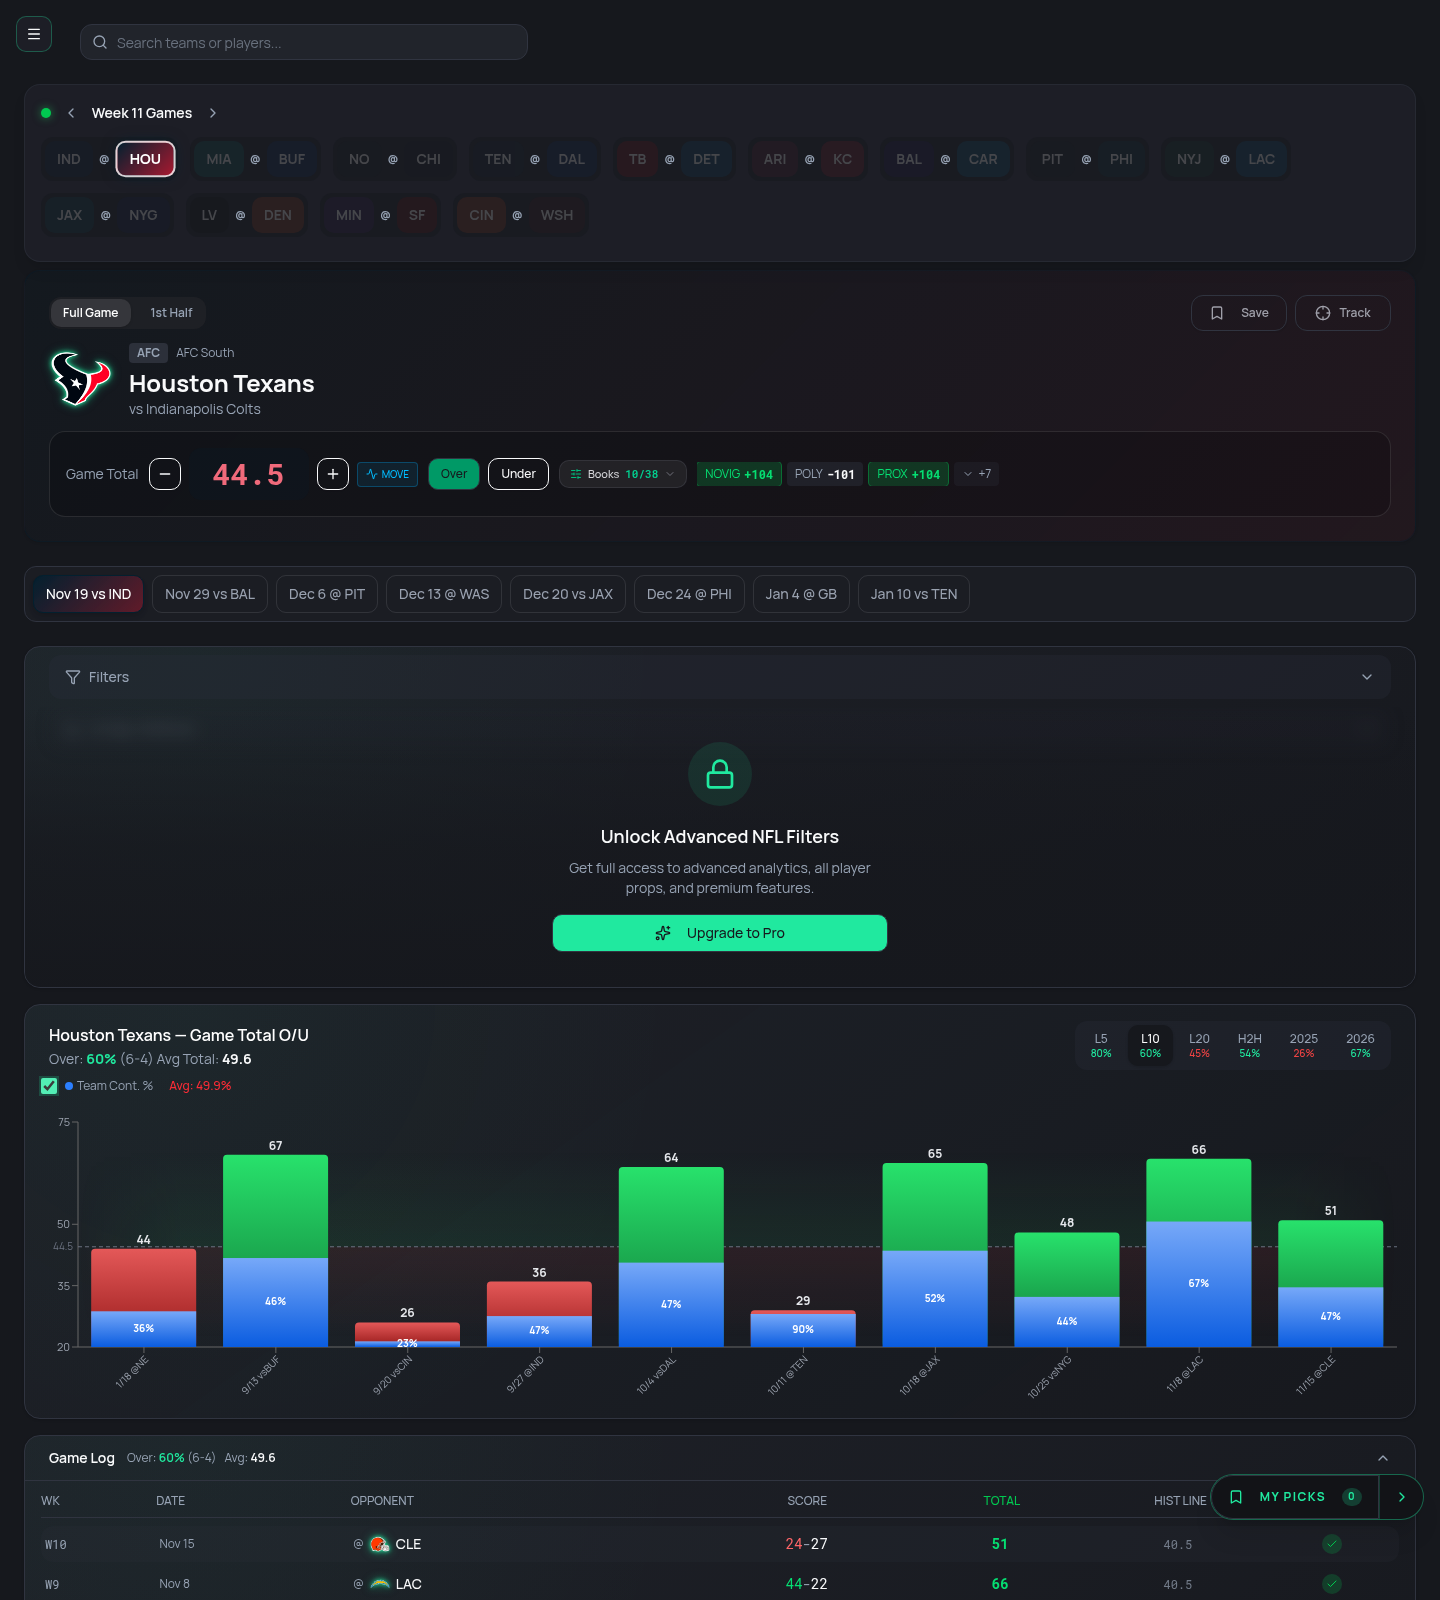 Search teams or players...
Week 11 Games
IND @ HOU MIA @ BUF NO @ CHI TEN @ DAL TB @ DET ARI @ KC BAL @ CAR PIT @ PHI NYJ @ LAC
JAX @ NYG LV @ DEN MIN @ SF CIN @ WSH
Full Game 1st Half Save Track
AFC AFC South
Houston Texans
vs Indianapolis Colts
Game Total − 44.5 + MOVE Over Under Books 10/38 NOVIG +104 POLY -101 PROX +104 +7
Nov 19 vs IND Nov 29 vs BAL Dec 6 @ PIT Dec 13 @ WAS Dec 20 vs JAX Dec 24 @ PHI Jan 4 @ GB Jan 10 vs TEN
Filters
Unlock Advanced NFL Filters
Get full access to advanced analytics, all player
props, and premium features.
Upgrade to Pro
Houston Texans — Game Total O/U
Over: 60% (6-4) Avg Total: 49.6
L5 L10 L20 H2H 2025 2026
80% 60% 45% 54% 26% 67%
Team Cont. % Avg: 49.9%
75
50
44.5
35
20
44 67 26 36 64 29 65 48 66 51
36% 46% 23% 47% 47% 90% 52% 44% 67% 47%
1/18 @NE 9/13 vsBUF 9/20 vsCIN 9/27 @IND 10/4 vsDAL 10/11 @TEN 10/18 @JAX 10/25 vsNYG 11/8 @LAC 11/15 @CLE
Game Log Over: 60% (6-4) Avg: 49.6
MY PICKS 0
WK DATE OPPONENT SCORE TOTAL HIST LINE
W10 Nov 15 @ CLE 24-27 51 40.5
W9 Nov 8 @ LAC 44-22 66 40.5